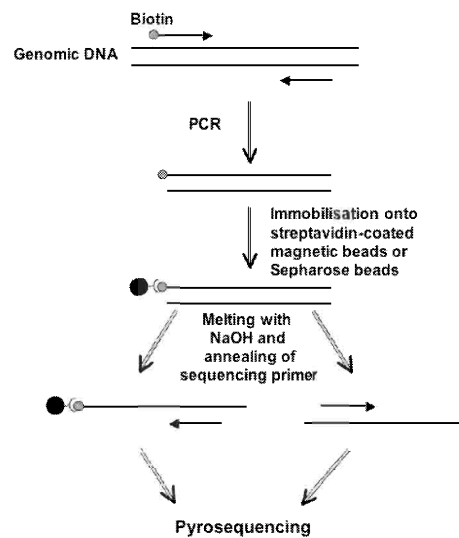 Biotin
Genomic DNA
PCR
Immobilisation onto
streptavidin-coated
magnetic beads or
Sepharose beads
Melting with
NaOH and
annealing of
sequencing primer
Pyrosequencing